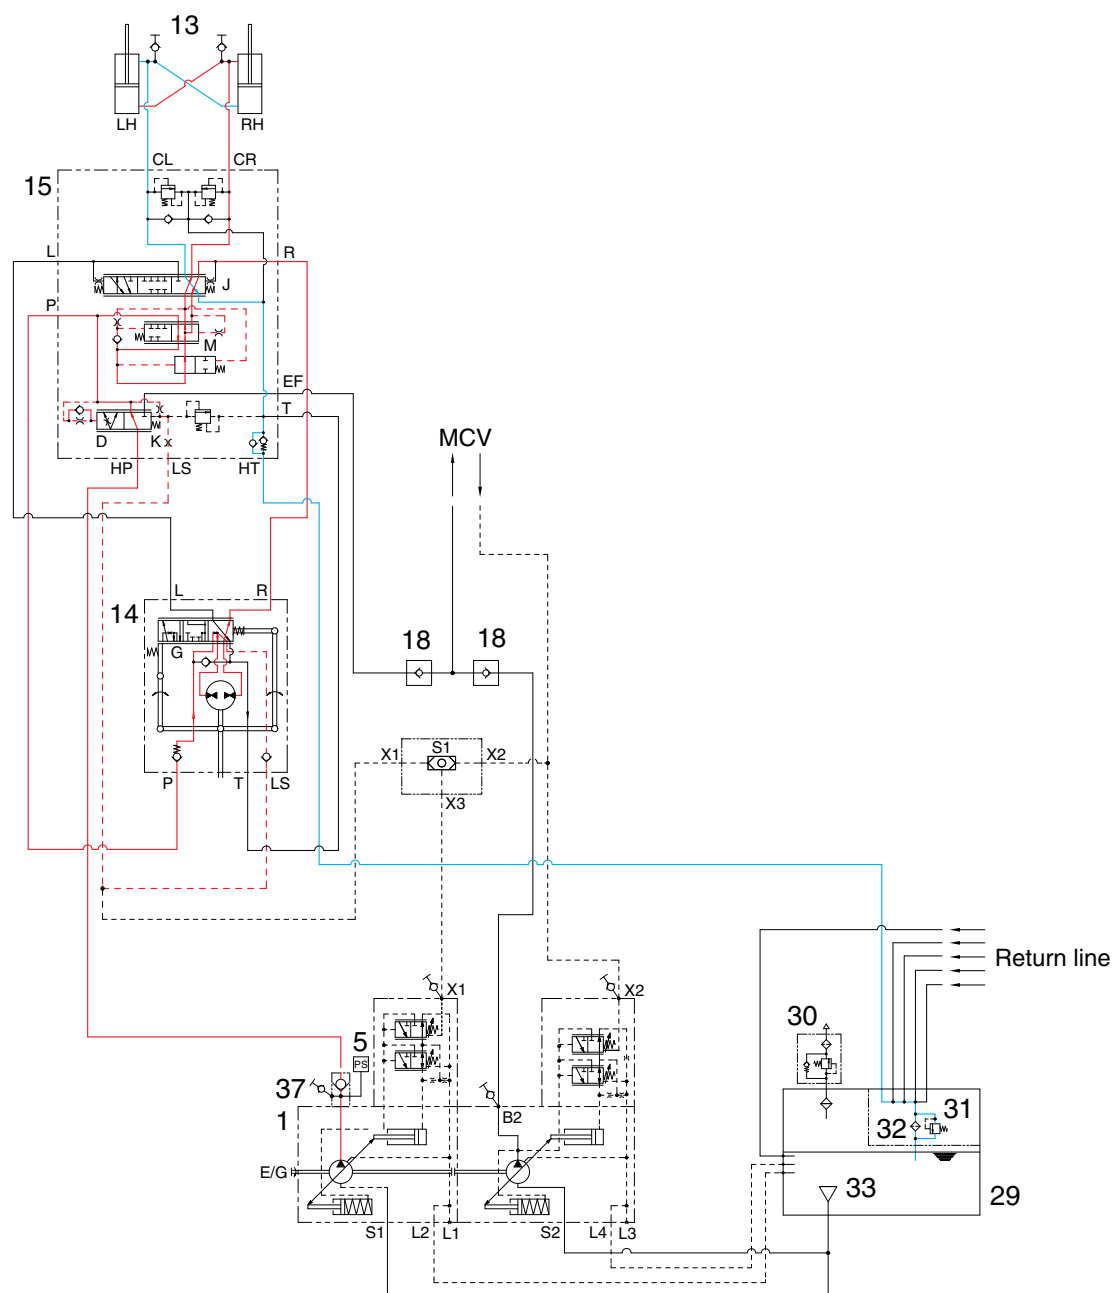 13
LH RH
CL CR
15
L R
J
P
M
EF
T
D K
HP LS HT
MCV
L R
14
18 18
G
S1
X1 X2
P T LS
X3
Return line
X1 X2
30
5
PS
37
31
1
B2
32
E/G
33
29
S1 L2 L1 S2 L4 L3